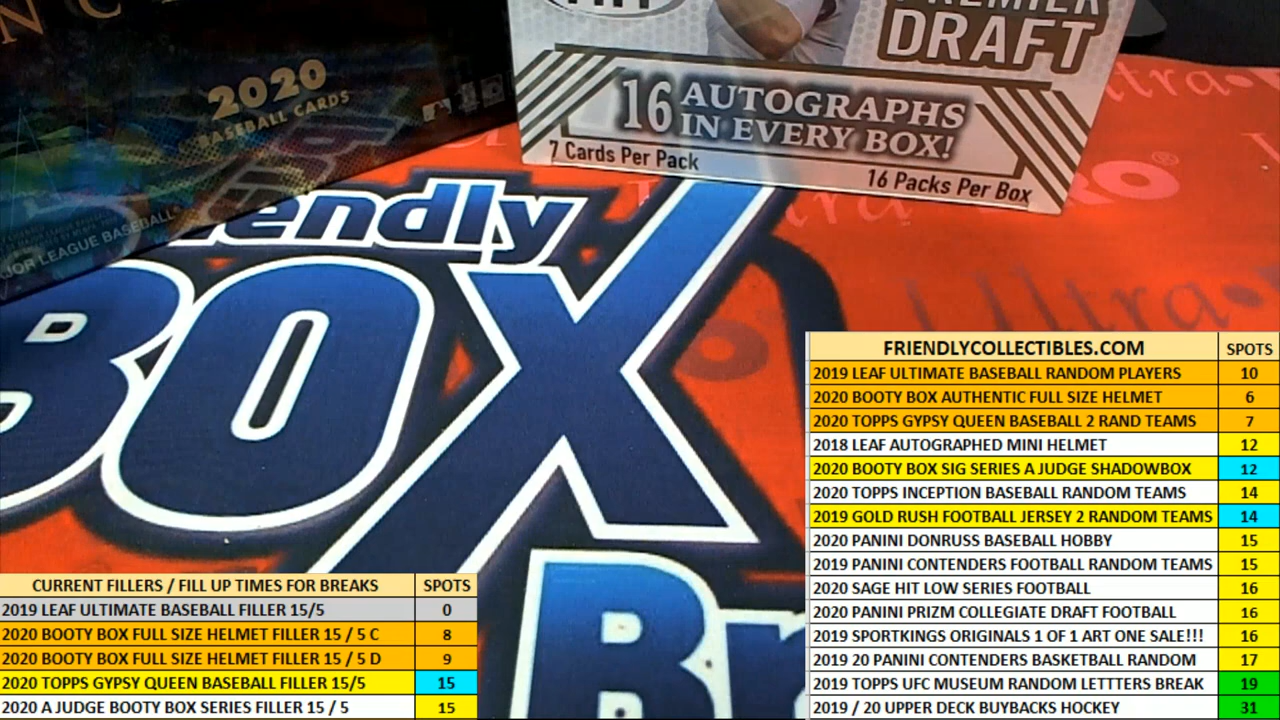 2020
BASEBALL CARDS
MAJOR LEAGUE BASEBALL
HIT
PREMIER
DRAFT
16 AUTOGRAPHS
IN EVERY BOX!
7 Cards Per Pack
16 Packs Per Box
endly
BOX
Br
Ultra
PRO®
Ultra
CURRENT FILLERS / FILL UP TIMES FOR BREAKS SPOTS
2019 LEAF ULTIMATE BASEBALL FILLER 15/5 0
2020 BOOTY BOX FULL SIZE HELMET FILLER 15 / 5 C 8
2020 BOOTY BOX FULL SIZE HELMET FILLER 15 / 5 D 9
2020 TOPPS GYPSY QUEEN BASEBALL FILLER 15/5 15
2020 A JUDGE BOOTY BOX SERIES FILLER 15 / 5 15
FRIENDLYCOLLECTIBLES.COM SPOTS
2019 LEAF ULTIMATE BASEBALL RANDOM PLAYERS 10
2020 BOOTY BOX AUTHENTIC FULL SIZE HELMET 6
2020 TOPPS GYPSY QUEEN BASEBALL 2 RAND TEAMS 7
2018 LEAF AUTOGRAPHED MINI HELMET 12
2020 BOOTY BOX SIG SERIES A JUDGE SHADOWBOX 12
2020 TOPPS INCEPTION BASEBALL RANDOM TEAMS 14
2019 GOLD RUSH FOOTBALL JERSEY 2 RANDOM TEAMS 14
2020 PANINI DONRUSS BASEBALL HOBBY 15
2019 PANINI CONTENDERS FOOTBALL RANDOM TEAMS 15
2020 SAGE HIT LOW SERIES FOOTBALL 16
2020 PANINI PRIZM COLLEGIATE DRAFT FOOTBALL 16
2019 SPORTKINGS ORIGINALS 1 OF 1 ART ONE SALE!!! 16
2019 20 PANINI CONTENDERS BASKETBALL RANDOM 17
2019 TOPPS UFC MUSEUM RANDOM LETTTERS BREAK 19
2019 / 20 UPPER DECK BUYBACKS HOCKEY 31